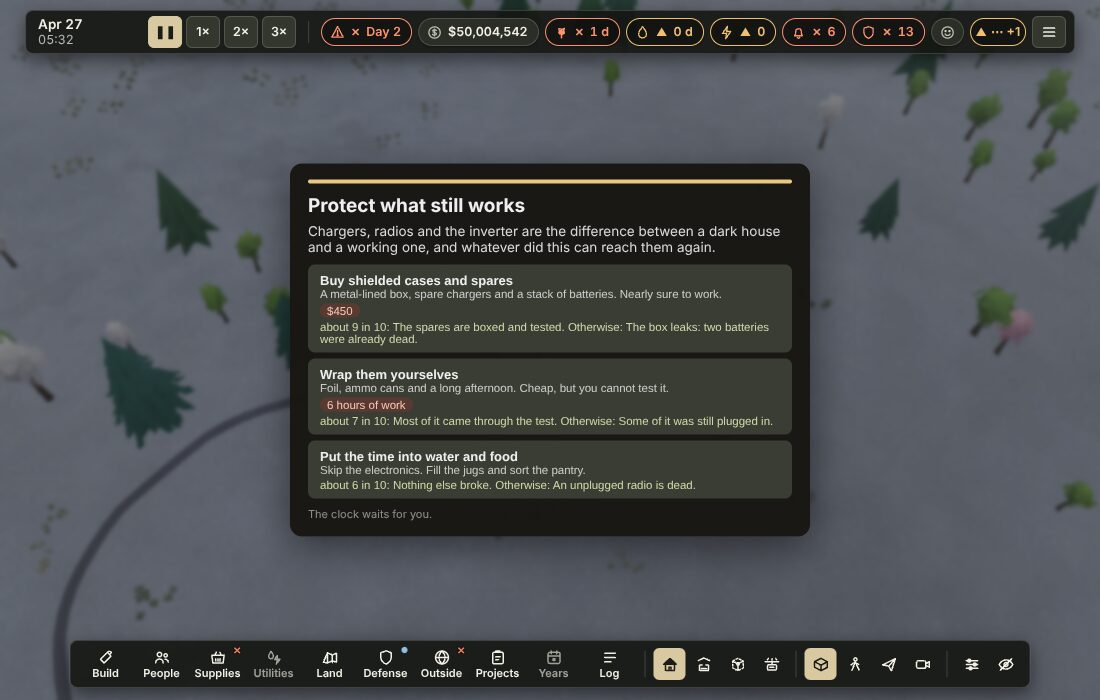 Apr 27
05:32
1×
2×
3×
× Day 2
$50,004,542
× 1 d
▲ 0 d
▲ 0
× 6
× 13
▲ ··· +1
Protect what still works
Chargers, radios and the inverter are the difference between a dark house
and a working one, and whatever did this can reach them again.
Buy shielded cases and spares
A metal-lined box, spare chargers and a stack of batteries. Nearly sure to work.
$450
about 9 in 10: The spares are boxed and tested. Otherwise: The box leaks: two batteries
were already dead.
Wrap them yourselves
Foil, ammo cans and a long afternoon. Cheap, but you cannot test it.
6 hours of work
about 7 in 10: Most of it came through the test. Otherwise: Some of it was still plugged in.
Put the time into water and food
Skip the electronics. Fill the jugs and sort the pantry.
about 6 in 10: Nothing else broke. Otherwise: An unplugged radio is dead.
The clock waits for you.
Build
People
Supplies
Utilities
Land
Defense
Outside
Projects
Years
Log